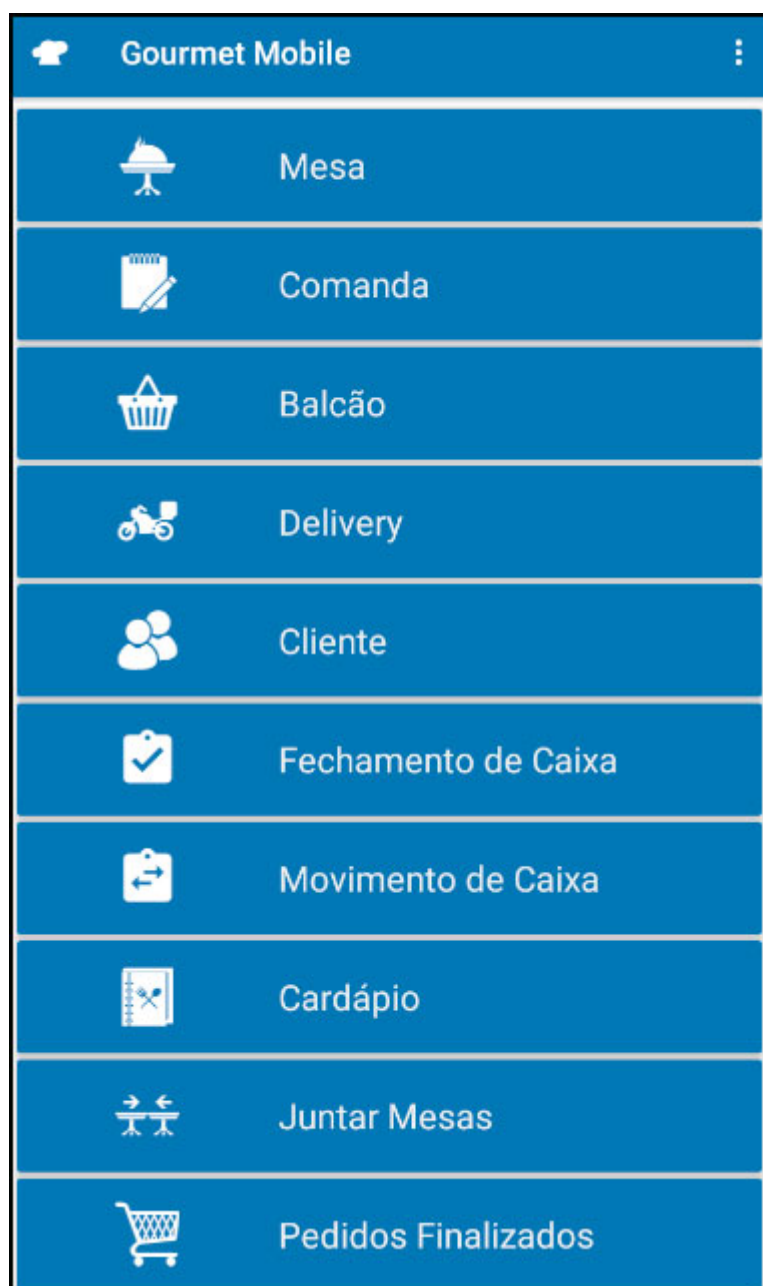 Gourmet Mobile
Mesa
Comanda
Balcão
Delivery
Cliente
Fechamento de Caixa
Movimento de Caixa
Cardápio
Juntar Mesas
Pedidos Finalizados